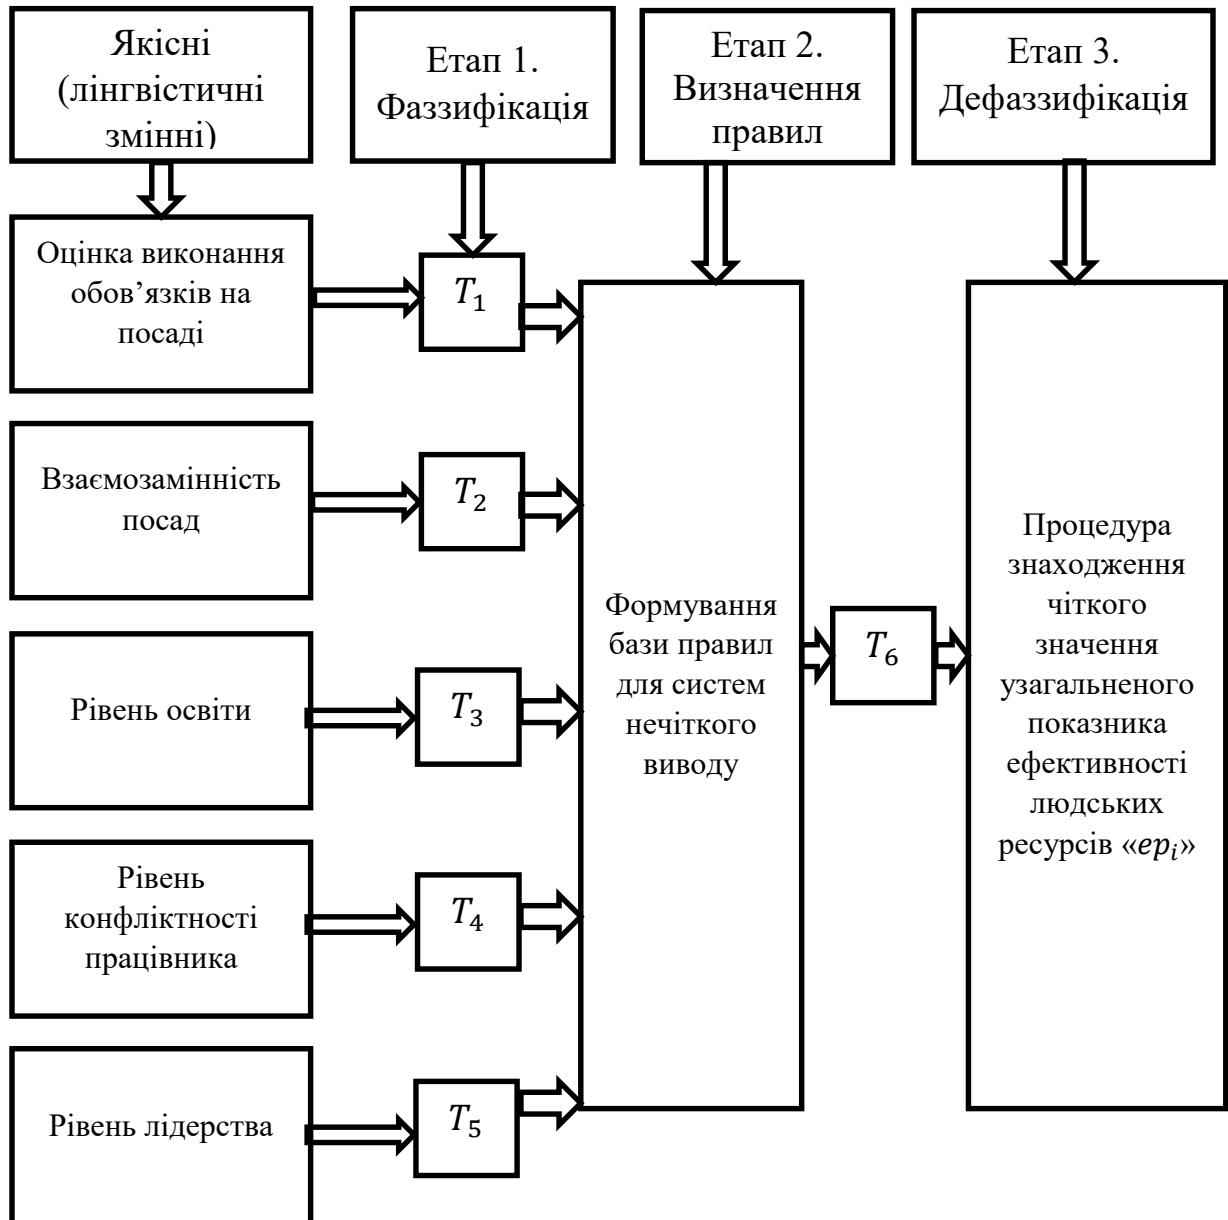 Якісні
(лінгвістичні
змінні)
Етап 1.
Фаззифікація
Етап 2.
Визначення
правил
Етап 3.
Дефаззифікація
Оцінка виконання
обов’язків на
посаді
T₁
Взаємозамінність
посад
T₂
Рівень освіти
T₃
Рівень
конфліктності
працівника
T₄
Рівень лідерства
T₅
Формування
бази правил
для систем
нечіткого
виводу
T₆
Процедура
знаходження
чіткого
значення
узагальненого
показника
ефективності
людських
ресурсів «epᵢ»